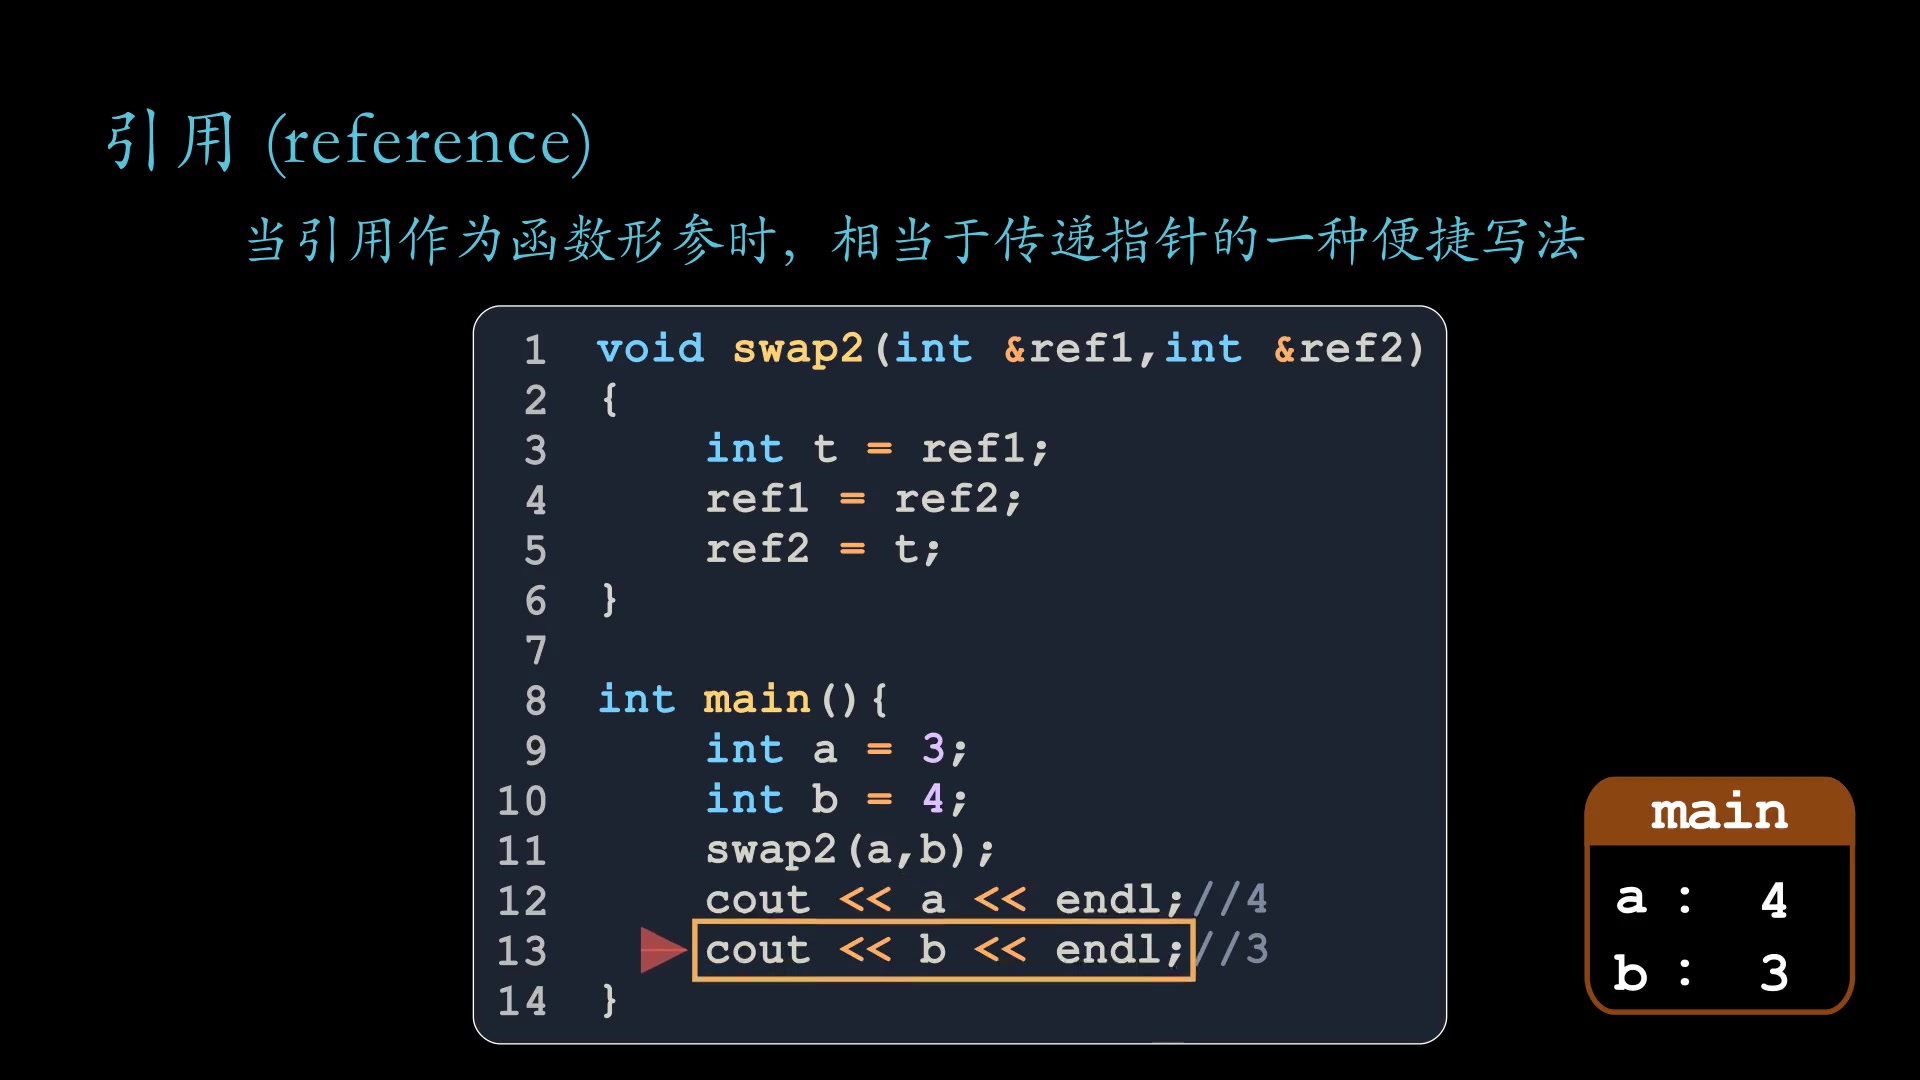 引用 (reference)
当引用作为函数形参时，相当于传递指针的一种便捷写法
1 void swap2(int &ref1,int &ref2)
2 {
3 int t = ref1;
4 ref1 = ref2;
5 ref2 = t;
6 }
7
8 int main(){
9 int a = 3;
10 int b = 4;
11 swap2(a,b);
12 cout << a << endl;//4
13 cout << b << endl;//3
14 }
main
a : 4
b : 3